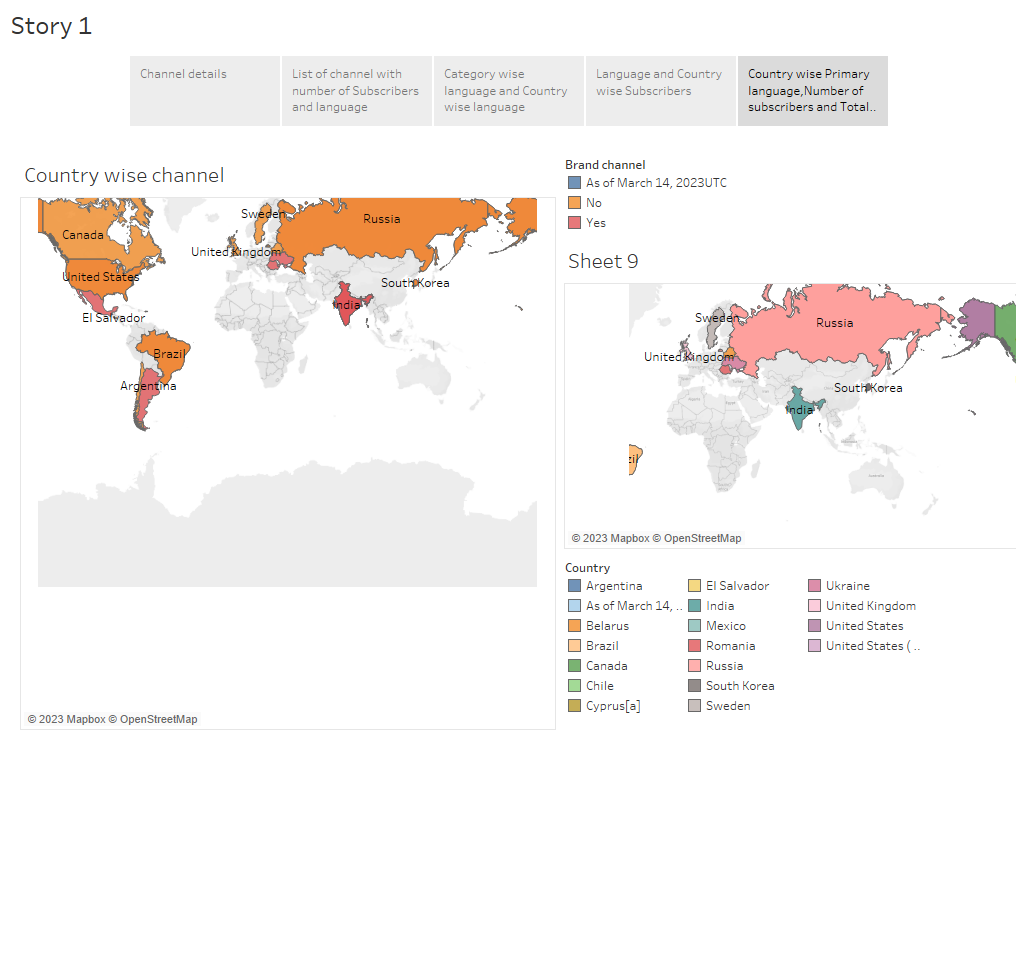 Story 1
Channel details
List of channel with
number of Subscribers
and language
Category wise
language and Country
wise language
Language and Country
wise Subscribers
Country wise Primary
language,Number of
subscribers and Total..
Country wise channel
Sweden
Russia
Canada
United Kingdom
United States
South Korea
India
El Salvador
Brazil
Argentina
© 2023 Mapbox © OpenStreetMap
Brand channel
As of March 14, 2023UTC
No
Yes
Sheet 9
Sweden
Russia
United Kingdom
South Korea
India
zil
© 2023 Mapbox © OpenStreetMap
Country
Argentina
As of March 14, ..
Belarus
Brazil
Canada
Chile
Cyprus[a]
El Salvador
India
Mexico
Romania
Russia
South Korea
Sweden
Ukraine
United Kingdom
United States
United States ( ..